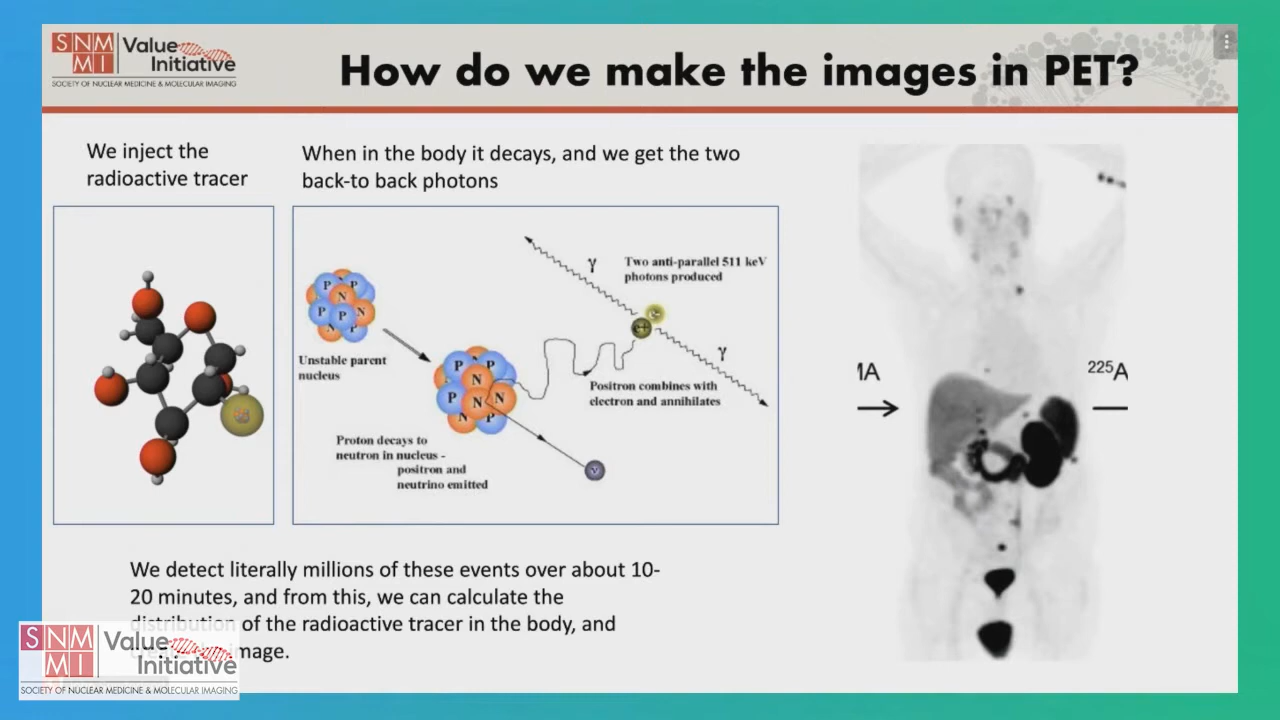 SNM
MI
Value
Initiative
SOCIETY OF NUCLEAR MEDICINE & MOLECULAR IMAGING
How do we make the images in PET?
We inject the
radioactive tracer
When in the body it decays, and we get the two
back-to back photons
γ
Two anti-parallel 511 keV
photons produced
P P
N
P P N
N P
Unstable parent
nucleus
γ
P P
N
P N N
N P
Positron combines with
electron and annihilates
Proton decays to
neutron in nucleus -
positron and
neutrino emitted
1A
225A
We detect literally millions of these events over about 10-
20 minutes, and from this, we can calculate the
distribution of the radioactive tracer in the body, and
image.
SNM
MI
Value
Initiative
SOCIETY OF NUCLEAR MEDICINE & MOLECULAR IMAGING